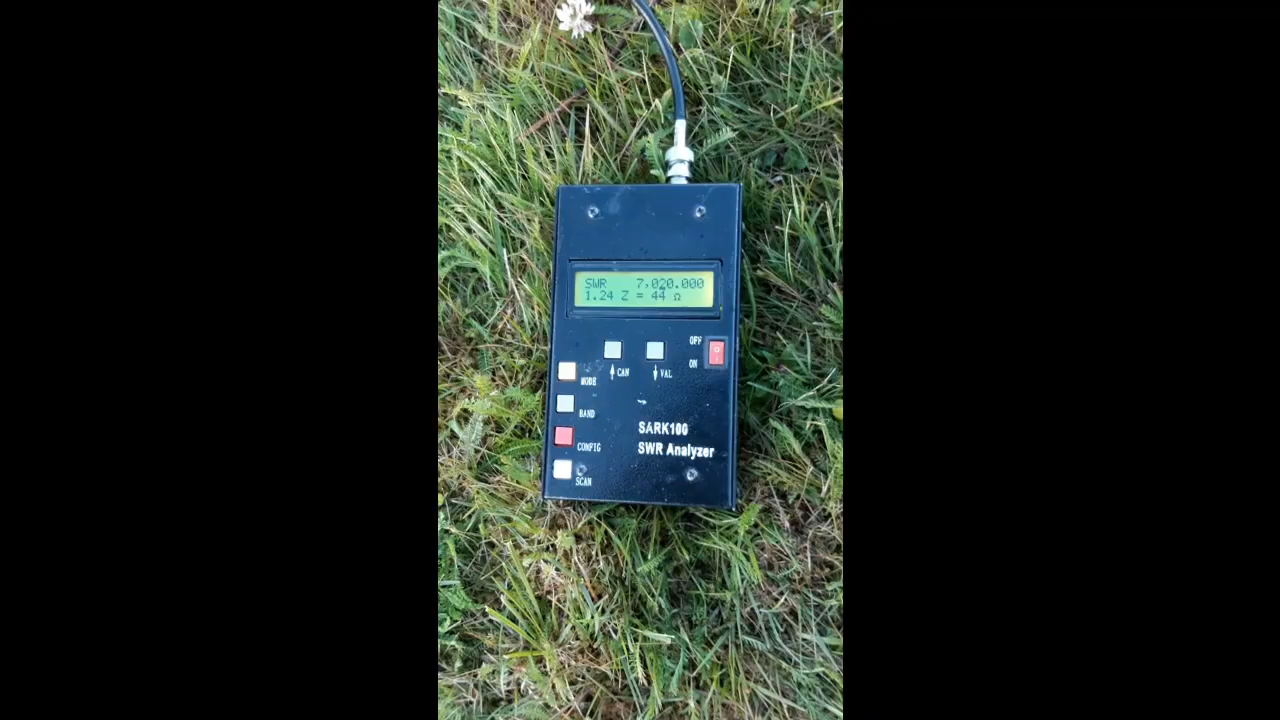 SWR 7,020.000
1.24 Z = 44 Ω
OFF
ON
CAN
VAL
MODE
BAND
CONFIG
SCAN
SARK100
SWR Analyzer